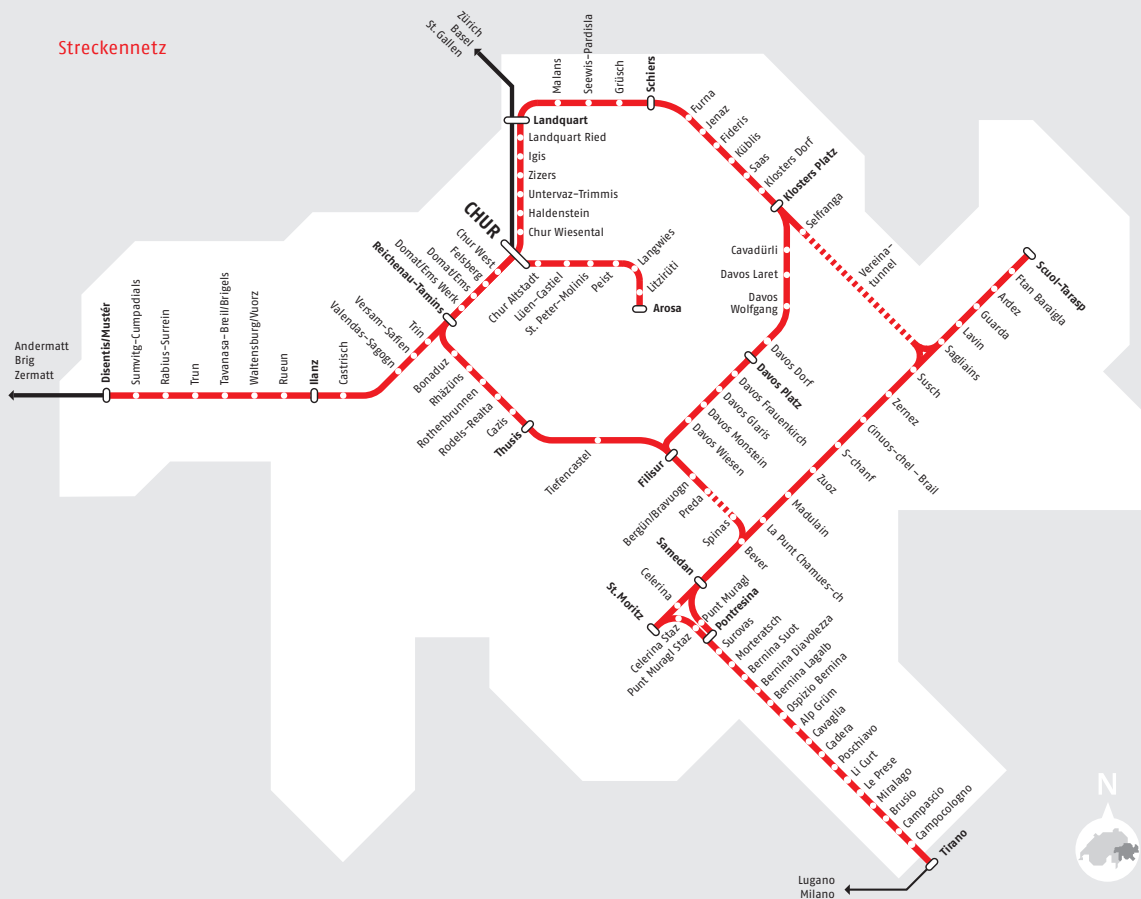 Streckennetz
Zürich
Basel
St. Gallen
Malans
Seewis-Pardisla
Grüsch
Schiers
Furna
Jenaz
Fideris
Küblis
Saas
Klosters Dorf
Klosters Platz
Selfranga
Vereina-
tunnel
Landquart
Landquart Ried
Igis
Zizers
Untervaz-Trimmis
Haldenstein
Chur Wiesental
CHUR
Chur West
Felsberg
Domat/Ems
Domat/Ems Werk
Reichenau-Tamins
Chur Altstadt
Lüen-Castiel
St. Peter-Molinis
Peist
Langwies
Litzirüti
Arosa
Cavadürli
Davos Laret
Davos
Wolfgang
Davos Dorf
Davos Platz
Davos Frauenkirch
Davos Glaris
Davos Monstein
Davos Wiesen
Filisur
Scuol-Tarasp
Ftan Baraigla
Ardez
Guarda
Lavin
Sagliains
Susch
Zernez
Cinuos-chel – Brail
S-chanf
Zuoz
Madulain
La Punt Chamues-ch
Bever
Andermatt
Brig
Zermatt
Disentis/Mustér
Sumvitg-Cumpadials
Rabius-Surrein
Trun
Tavanasa-Breil/Brigels
Waltensburg/Vuorz
Rueun
Ilanz
Castrisch
Valendas-Sagogn
Versam-Safien
Trin
Bonaduz
Rhäzüns
Rothenbrunnen
Rodels-Realta
Cazis
Thusis
Tiefencastel
Bergün/Bravuogn
Preda
Spinas
Samedan
Celerina
St. Moritz
Celerina Staz
Punt Muragl Staz
Punt Muragl
Pontresina
Surovas
Morteratsch
Bernina Suot
Bernina Diavolezza
Bernina Lagalb
Ospizio Bernina
Alp Grüm
Cavaglia
Cadera
Poschiavo
Li Curt
Le Prese
Miralago
Brusio
Campascio
Campocologno
Tirano
Lugano
Milano
N